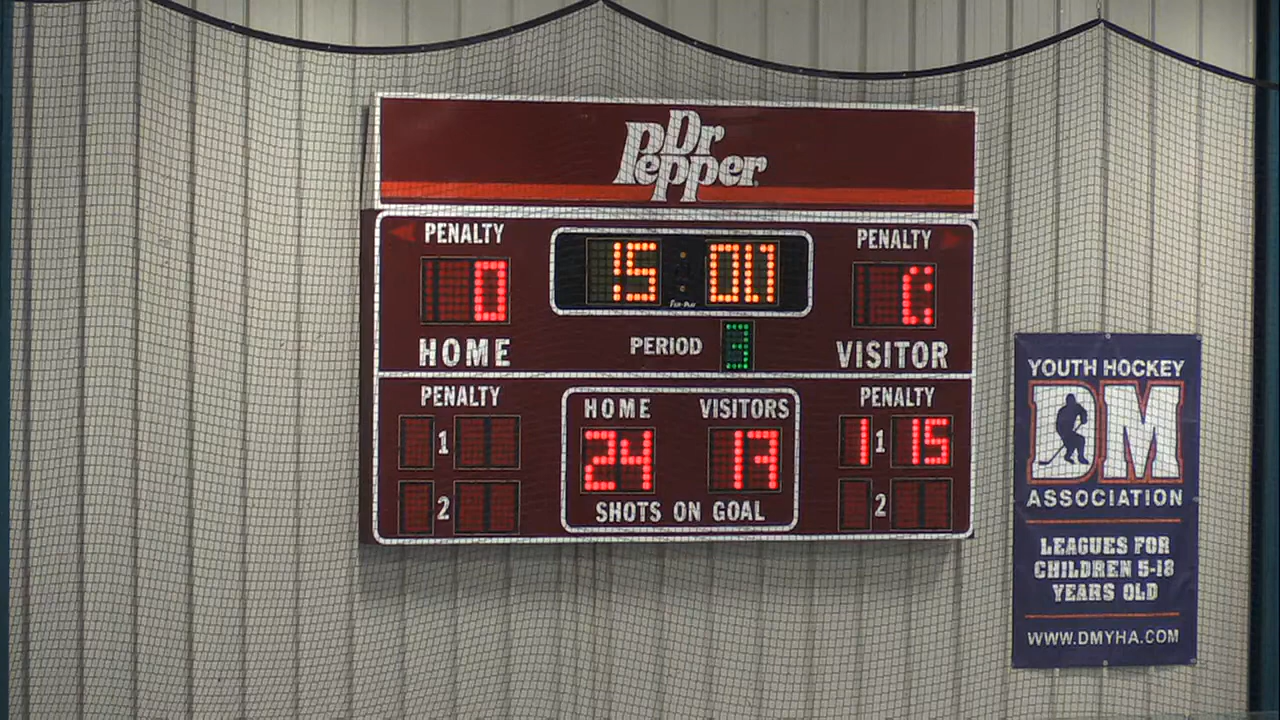 Dr
Pepper
PENALTY
15:00
PENALTY
0
HOME
PERIOD 3
VISITOR
PENALTY
HOME VISITORS
PENALTY
1
24
1 1 15
2
SHOTS ON GOAL
2
YOUTH HOCKEY
DM
ASSOCIATION
LEAGUES FOR
CHILDREN 5-18
YEARS OLD
WWW.DMYHA.COM